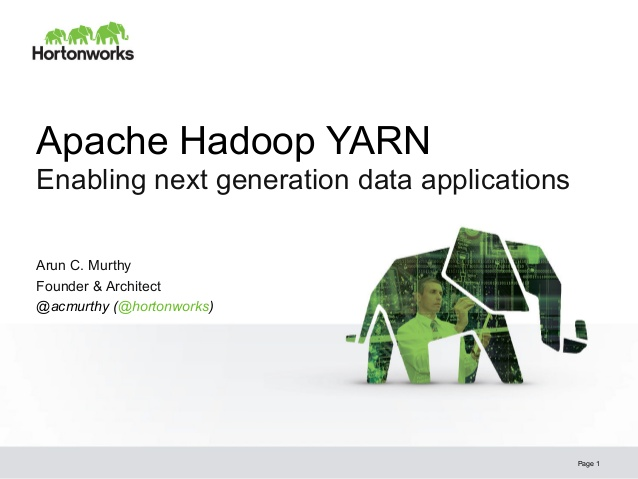 Hortonworks
Apache Hadoop YARN
Enabling next generation data applications
Arun C. Murthy
Founder & Architect
@acmurthy (@hortonworks)
Page 1